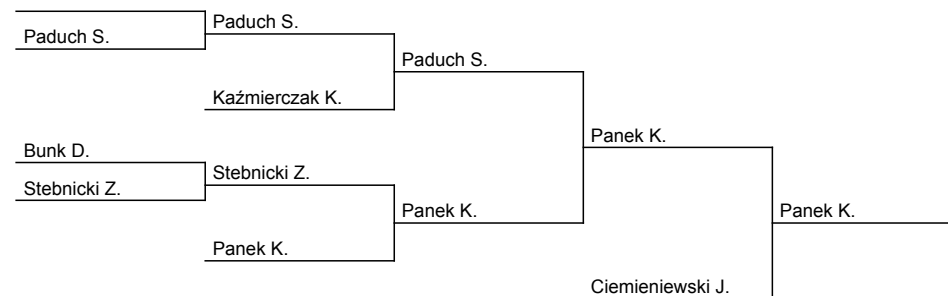 Paduch S.
Paduch S.
Paduch S.
Kaźmierczak K.
Panek K.
Bunk D.
Stebnicki Z.
Stebnicki Z.
Panek K.
Panek K.
Panek K.
Ciemieniewski J.